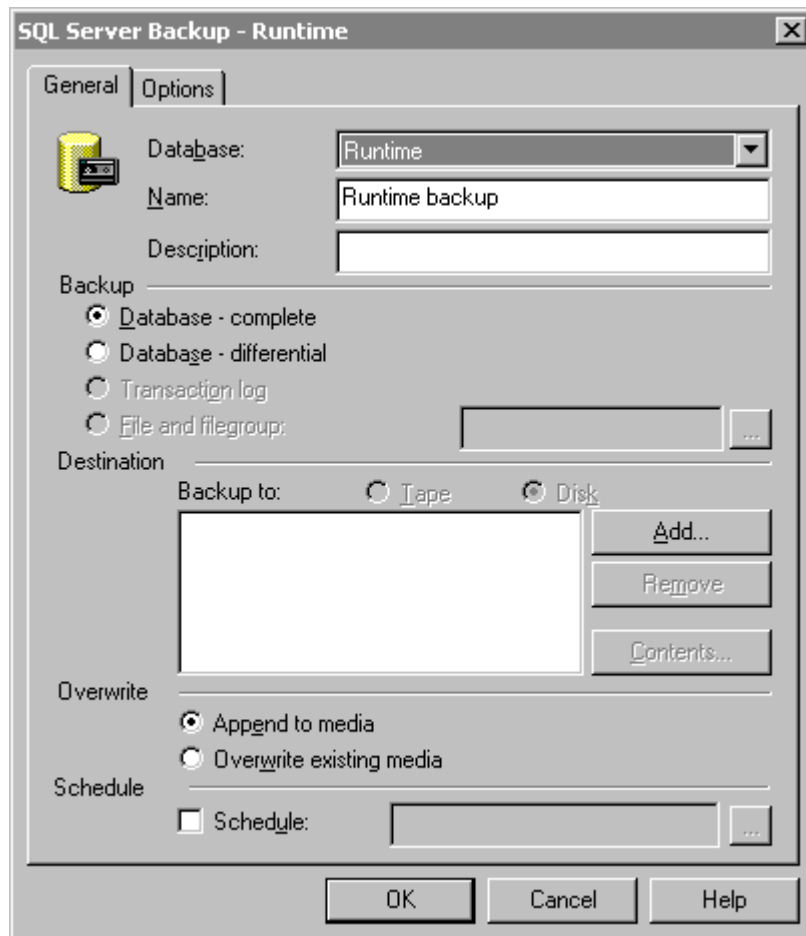 SQL Server Backup - Runtime
General Options
Database: Runtime
Name: Runtime backup
Description:
Backup
Database - complete
Database - differential
Transaction log
File and filegroup: ...
Destination
Backup to: Tape Disk
Add...
Remove
Contents...
Overwrite
Append to media
Overwrite existing media
Schedule
Schedule: ...
OK Cancel Help